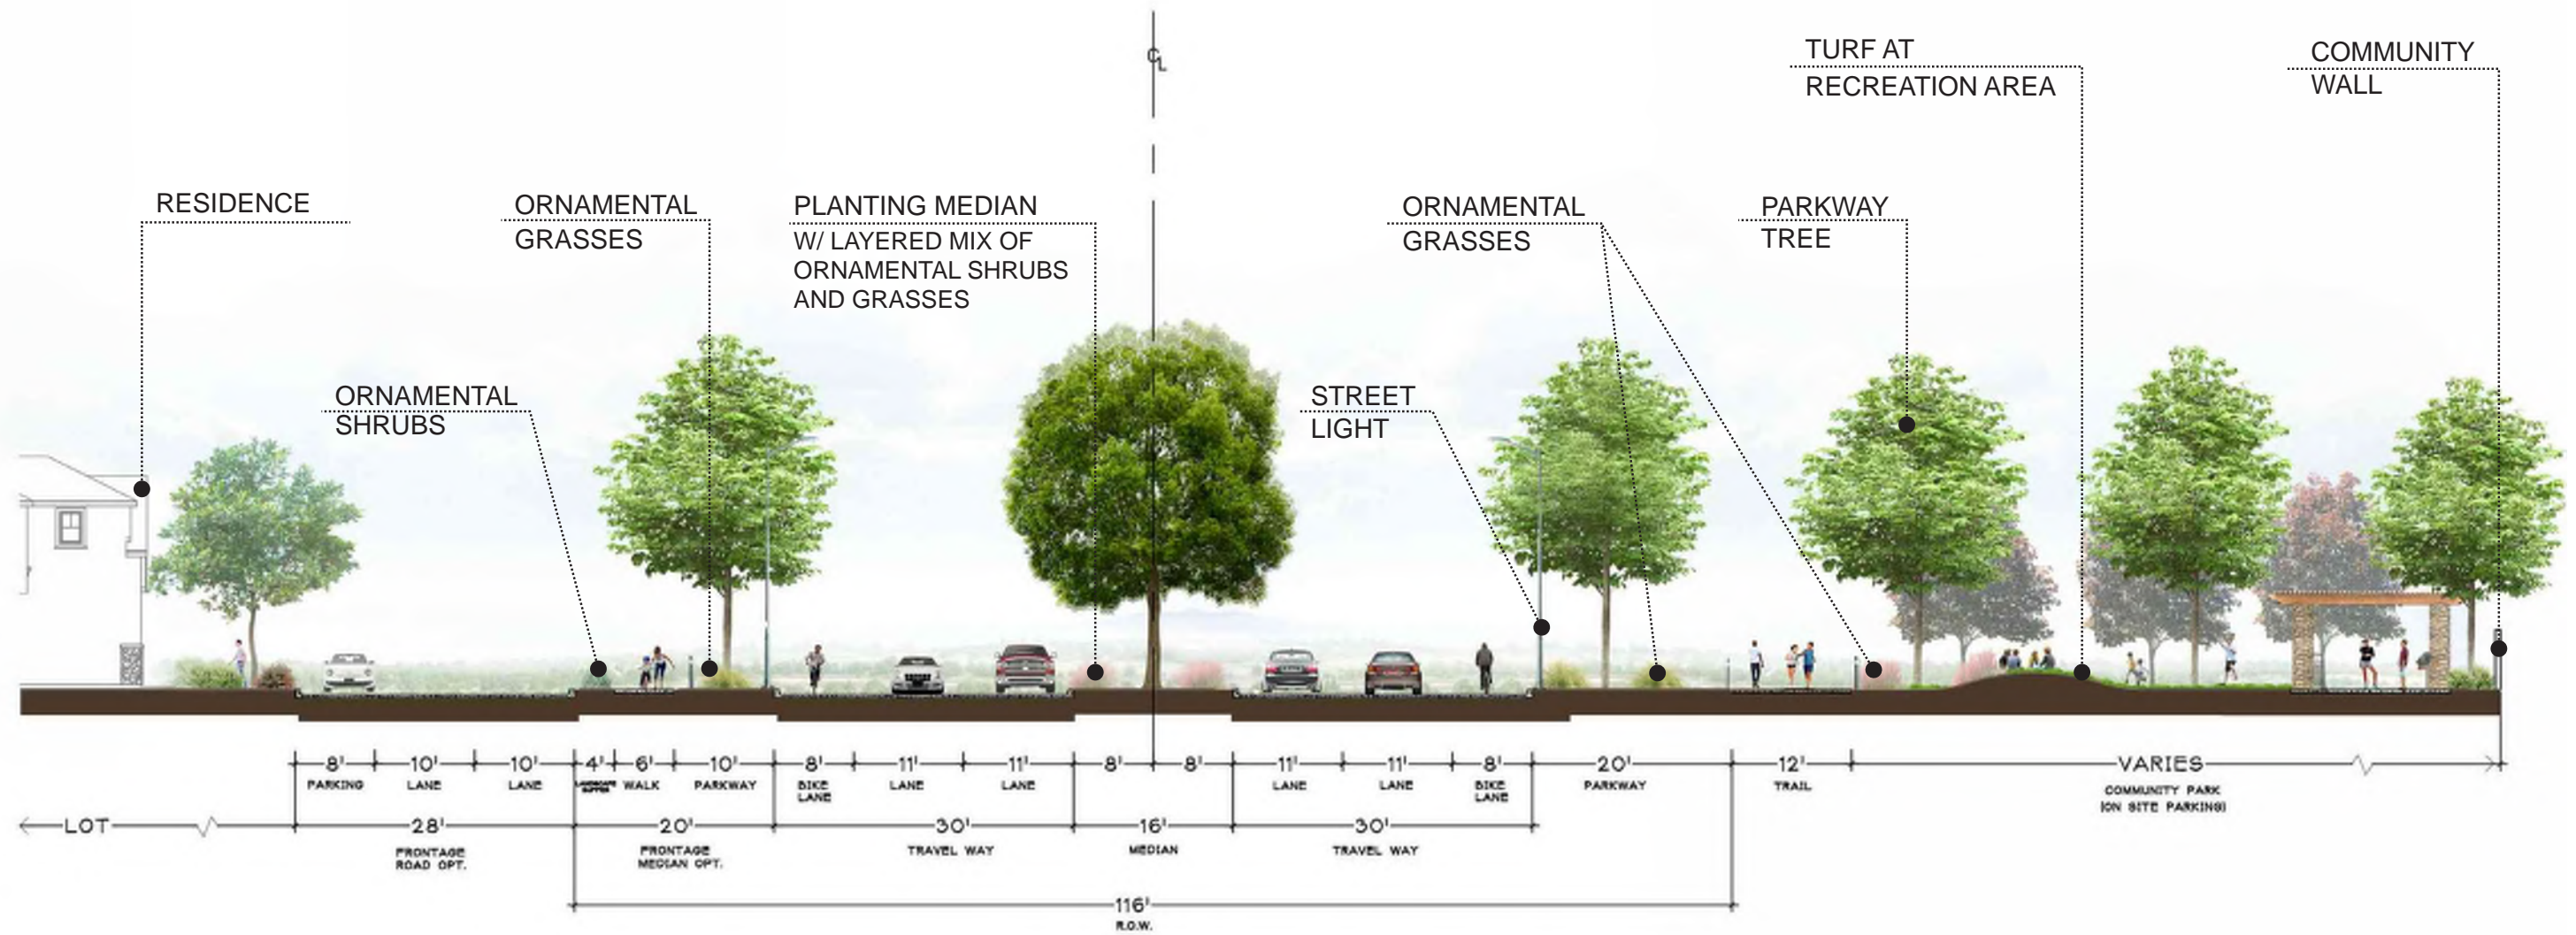 ℄
TURF AT
RECREATION AREA
COMMUNITY
WALL
RESIDENCE
ORNAMENTAL
GRASSES
PLANTING MEDIAN
W/ LAYERED MIX OF
ORNAMENTAL SHRUBS
AND GRASSES
ORNAMENTAL
GRASSES
PARKWAY
TREE
ORNAMENTAL
SHRUBS
STREET
LIGHT
8' 10' 10' 4' 6' 10' 8' 11' 11' 8' 8' 11' 11' 8' 20' 12' VARIES
PARKING LANE LANE WALK PARKWAY BIKE LANE LANE LANE LANE LANE BIKE LANE PARKWAY TRAIL
COMMUNITY PARK
(ON SITE PARKING)
LOT 28' 20' 30' 16' 30'
FRONTAGE
ROAD OPT.
FRONTAGE
MEDIAN OPT.
TRAVEL WAY
MEDIAN
TRAVEL WAY
116'
R.O.W.